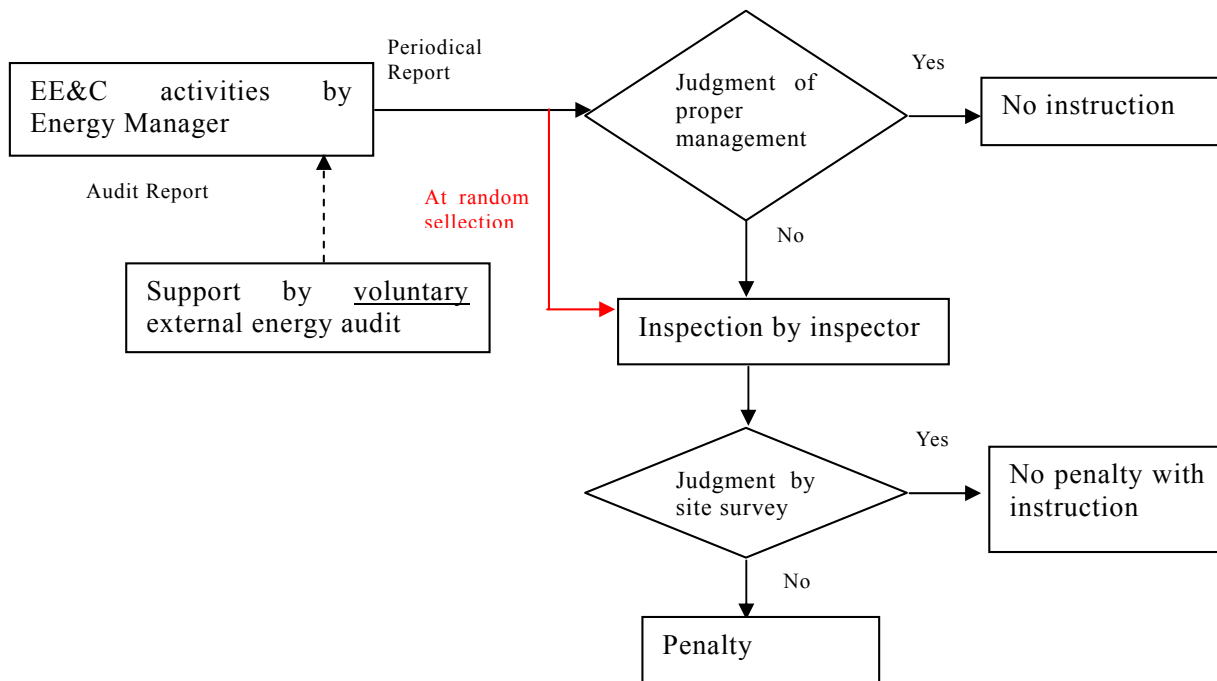 Periodical
Report
EE&C activities by
Energy Manager
Judgment of
proper
management
Yes
No instruction
Audit Report
At random
sellection
No
Support by voluntary
external energy audit
Inspection by inspector
Judgment by
site survey
Yes
No penalty with
instruction
No
Penalty